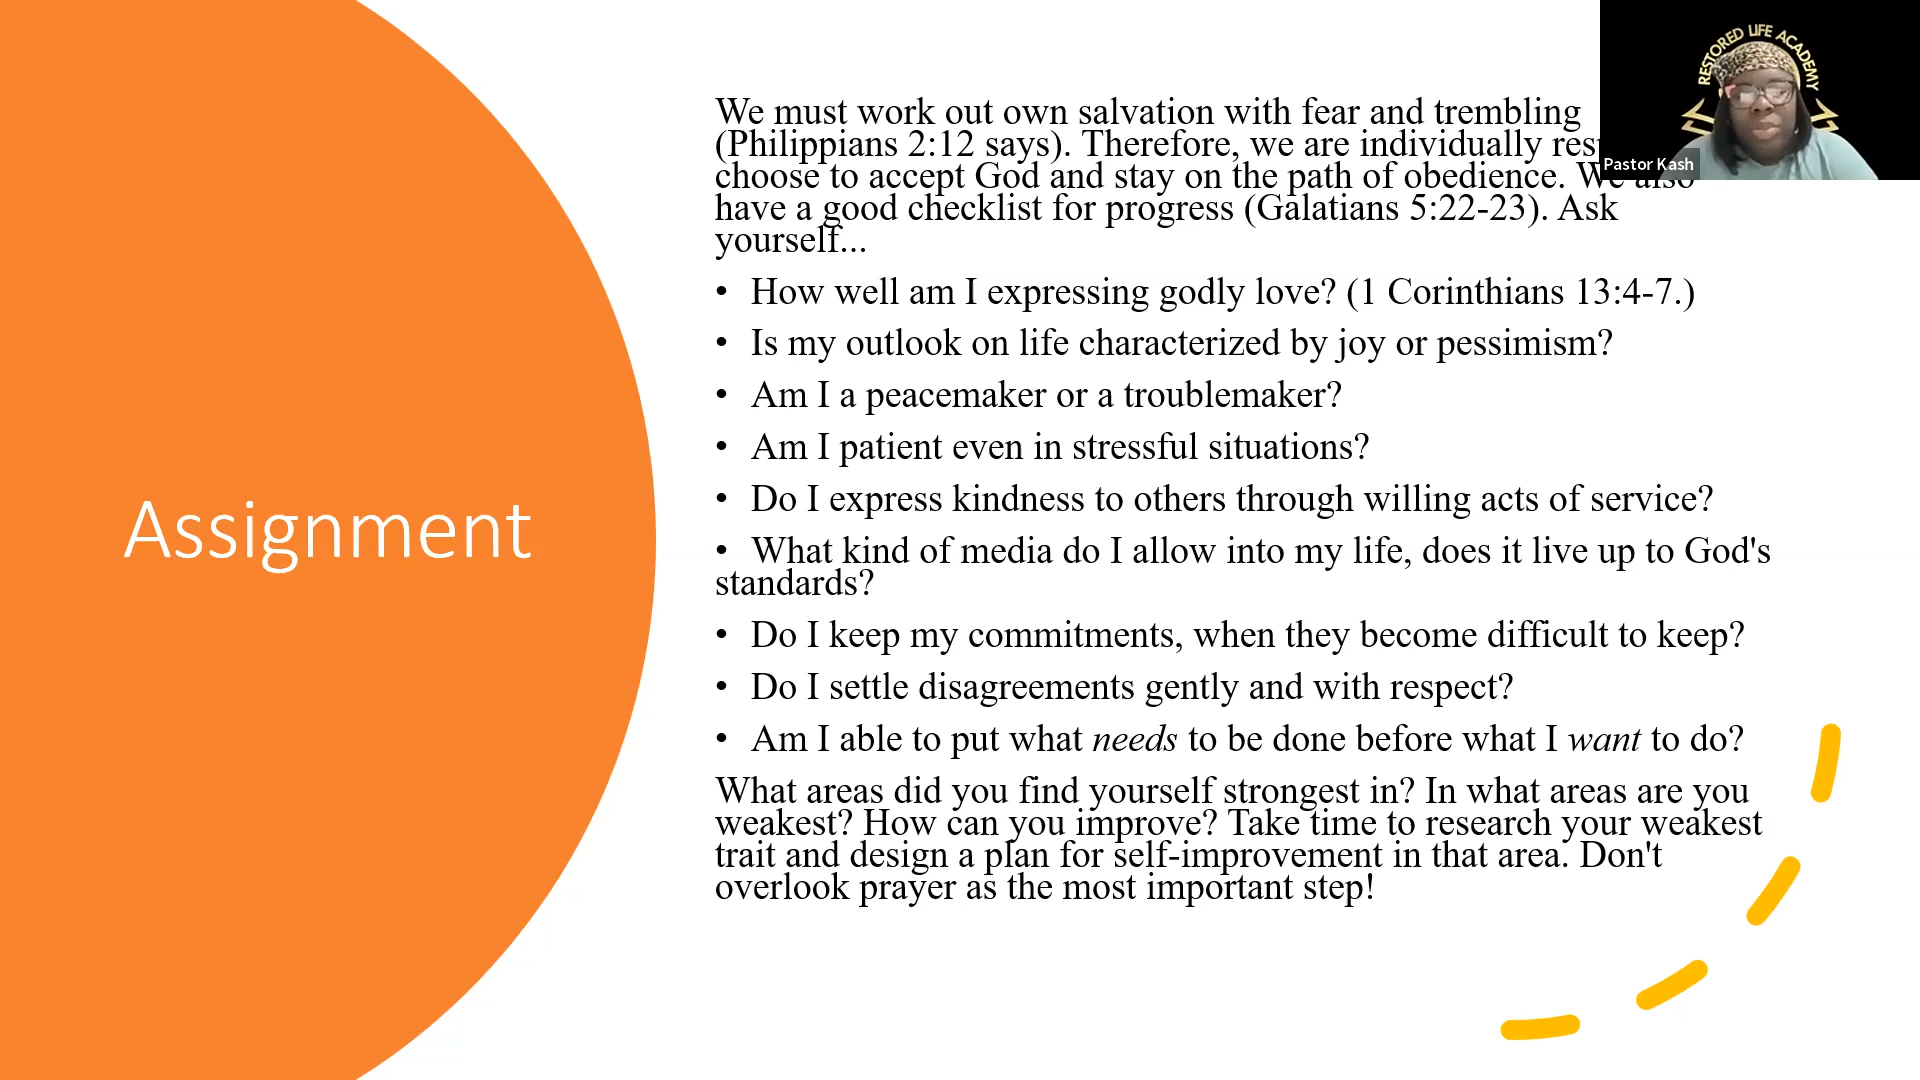 RESTORED LIFE ACADEMY
Pastor Kash
Assignment
We must work out own salvation with fear and trembling
(Philippians 2:12 says). Therefore, we are individually
choose to accept God and stay on the path of obedience. We also
have a good checklist for progress (Galatians 5:22-23). Ask
yourself...
• How well am I expressing godly love? (1 Corinthians 13:4-7.)
• Is my outlook on life characterized by joy or pessimism?
• Am I a peacemaker or a troublemaker?
• Am I patient even in stressful situations?
• Do I express kindness to others through willing acts of service?
• What kind of media do I allow into my life, does it live up to God's
standards?
• Do I keep my commitments, when they become difficult to keep?
• Do I settle disagreements gently and with respect?
• Am I able to put what needs to be done before what I want to do?
What areas did you find yourself strongest in? In what areas are you
weakest? How can you improve? Take time to research your weakest
trait and design a plan for self-improvement in that area. Don't
overlook prayer as the most important step!